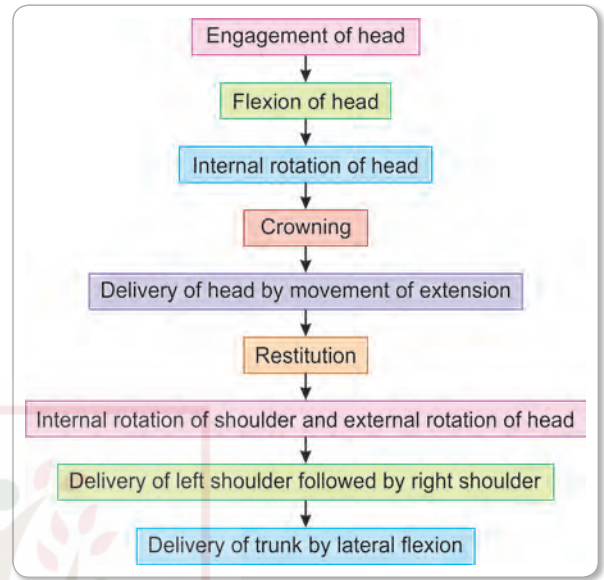 Engagement of head
Flexion of head
Internal rotation of head
Crowning
Delivery of head by movement of extension
Restitution
Internal rotation of shoulder and external rotation of head
Delivery of left shoulder followed by right shoulder
Delivery of trunk by lateral flexion